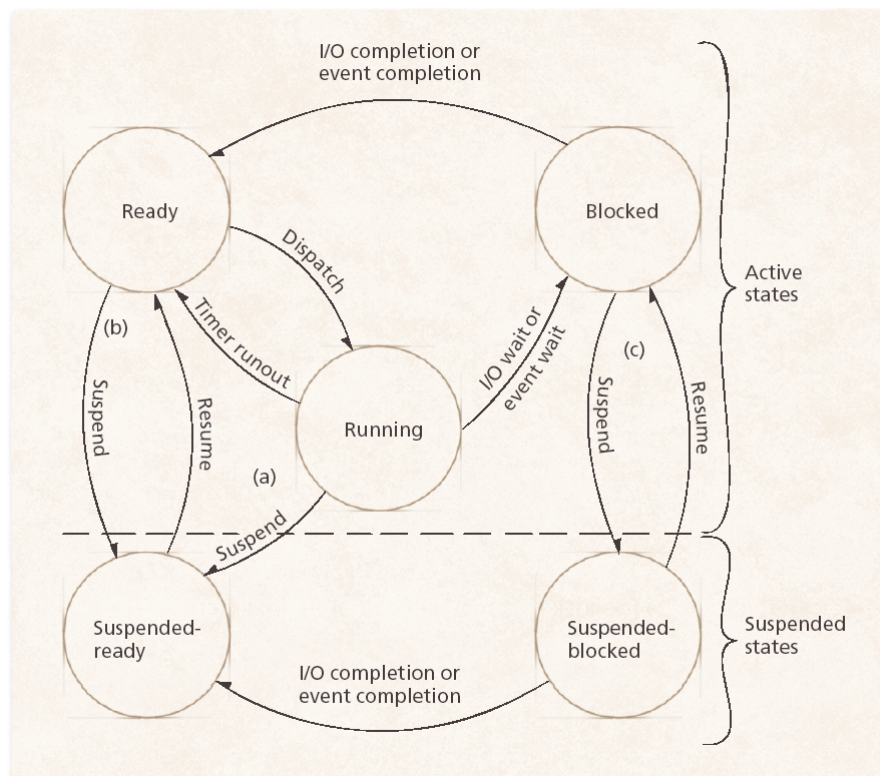 I/O completion or
event completion
Ready
Blocked
Dispatch
Active
states
(b)
Timer runout
I/O wait or
event wait
(c)
Suspend
Resume
Running
Suspend
Resume
(a)
Suspend
Suspended-
ready
Suspended-
blocked
Suspended
states
I/O completion or
event completion